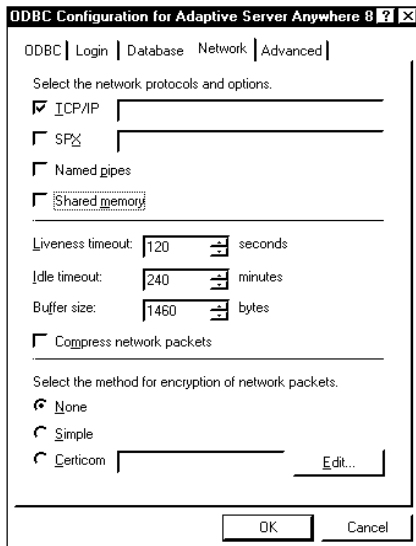 ODBC Configuration for Adaptive Server Anywhere 8 ? X
ODBC Login Database Network Advanced
Select the network protocols and options.
TCP/IP
SPX
Named pipes
Shared memory
Liveness timeout: 120 seconds
Idle timeout: 240 minutes
Buffer size: 1460 bytes
Compress network packets
Select the method for encryption of network packets.
None
Simple
Certicom Edit...
OK Cancel